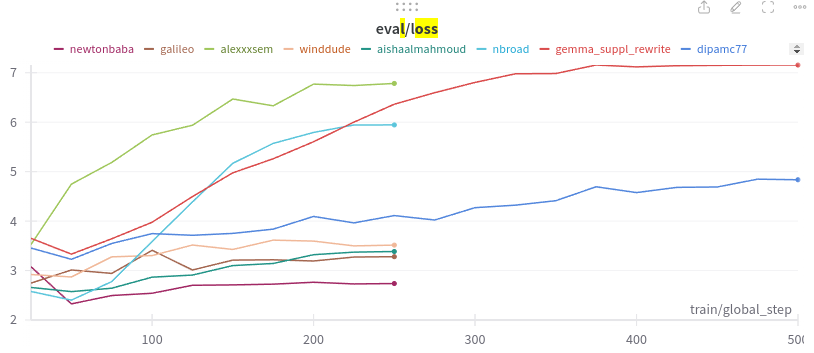 eval/loss
newtonbaba galileo alexxxsem winddude aishaalmahmoud nbroad gemma_suppl_rewrite dipamc77
7
6
5
4
3
2
train/global_step
100 200 300 400 500